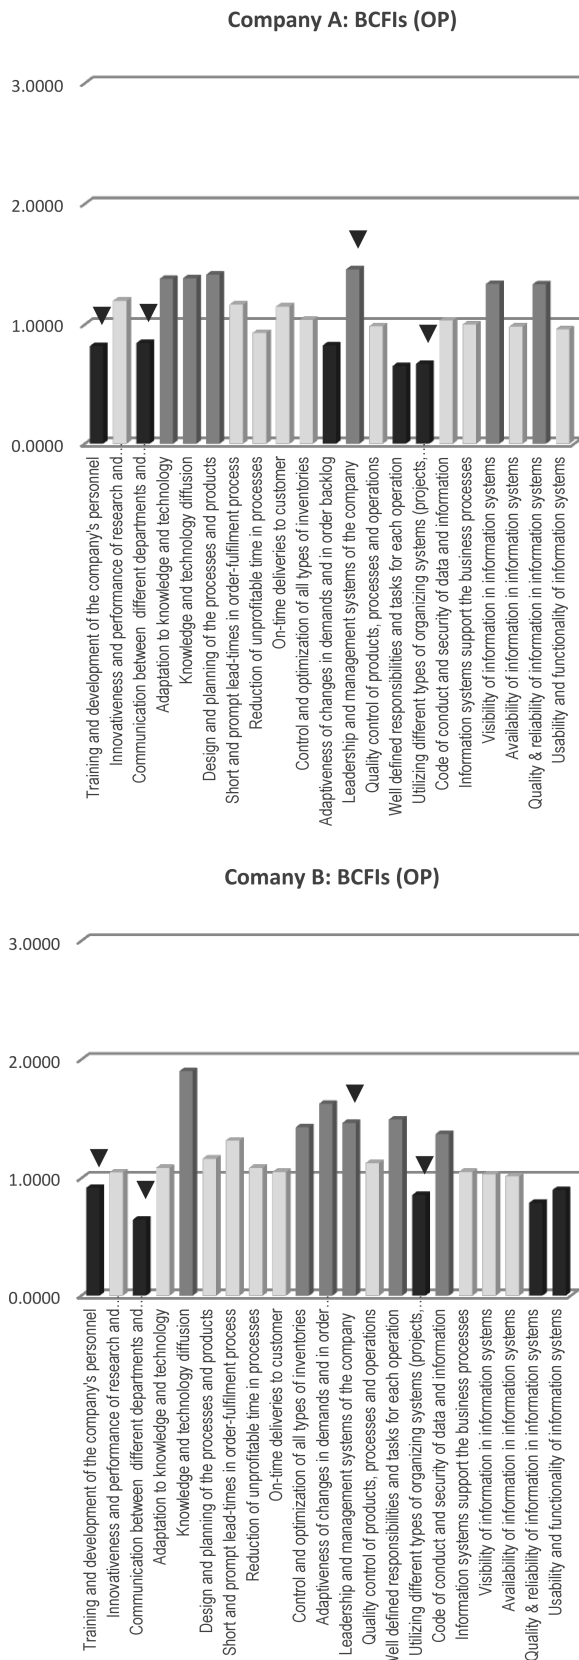 Company A: BCFIs (OP)
3.0000
2.0000
1.0000
0.0000
Training and development of the company's personnel
Innovativeness and performance of research and…
Communication between different departments and…
Adaptation to knowledge and technology
Knowledge and technology diffusion
Design and planning of the processes and products
Short and prompt lead-times in order-fulfilment process
Reduction of unprofitable time in processes
On-time deliveries to customer
Control and optimization of all types of inventories
Adaptiveness of changes in demands and in order backlog
Leadership and management systems of the company
Quality control of products, processes and operations
Well defined responsibilities and tasks for each operation
Utilizing different types of organizing systems (projects,…
Code of conduct and security of data and information
Information systems support the business processes
Visibility of information in information systems
Availability of information in information systems
Quality & reliability of information in information systems
Usability and functionality of information systems
Comany B: BCFIs (OP)
3.0000
2.0000
1.0000
0.0000
Training and development of the company's personnel
Innovativeness and performance of research and…
Communication between different departments and…
Adaptation to knowledge and technology
Knowledge and technology diffusion
Design and planning of the processes and products
Short and prompt lead-times in order-fulfilment process
Reduction of unprofitable time in processes
On-time deliveries to customer
Control and optimization of all types of inventories
Adaptiveness of changes in demands and in order…
Leadership and management systems of the company
Quality control of products, processes and operations
Well defined responsibilities and tasks for each operation
Utilizing different types of organizing systems (projects,…
Code of conduct and security of data and information
Information systems support the business processes
Visibility of information in information systems
Availability of information in information systems
Quality & reliability of information in information systems
Usability and functionality of information systems